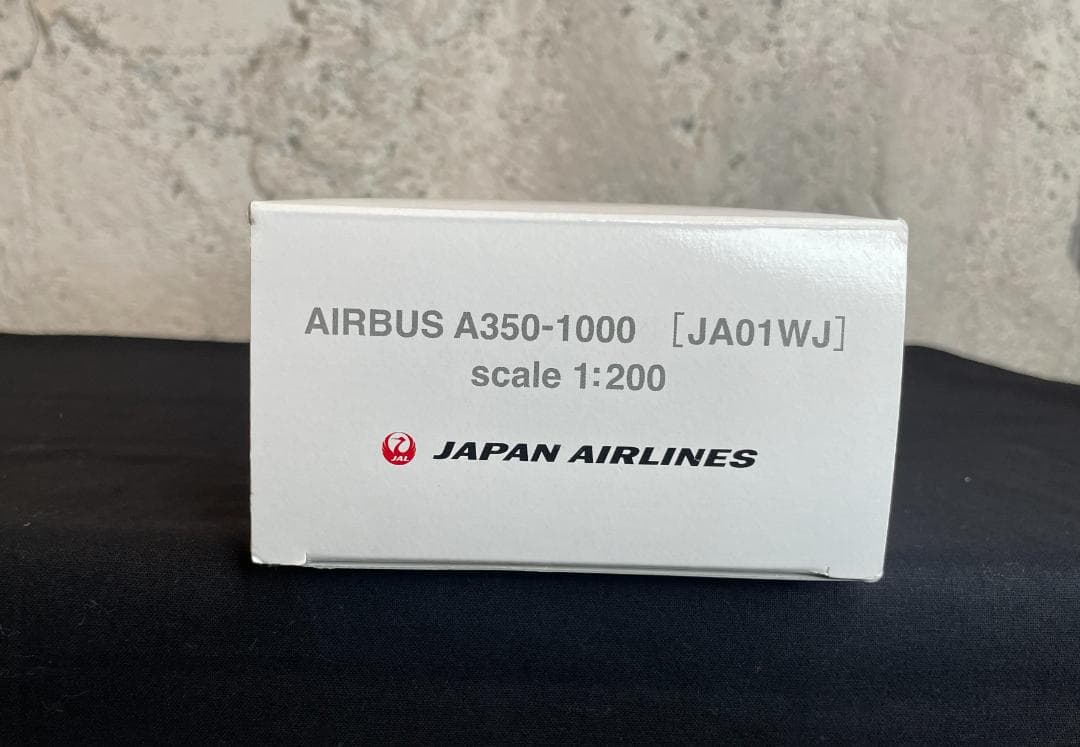 AIRBUS A350-1000 [JA01WJ]
scale 1:200
JAL JAPAN AIRLINES